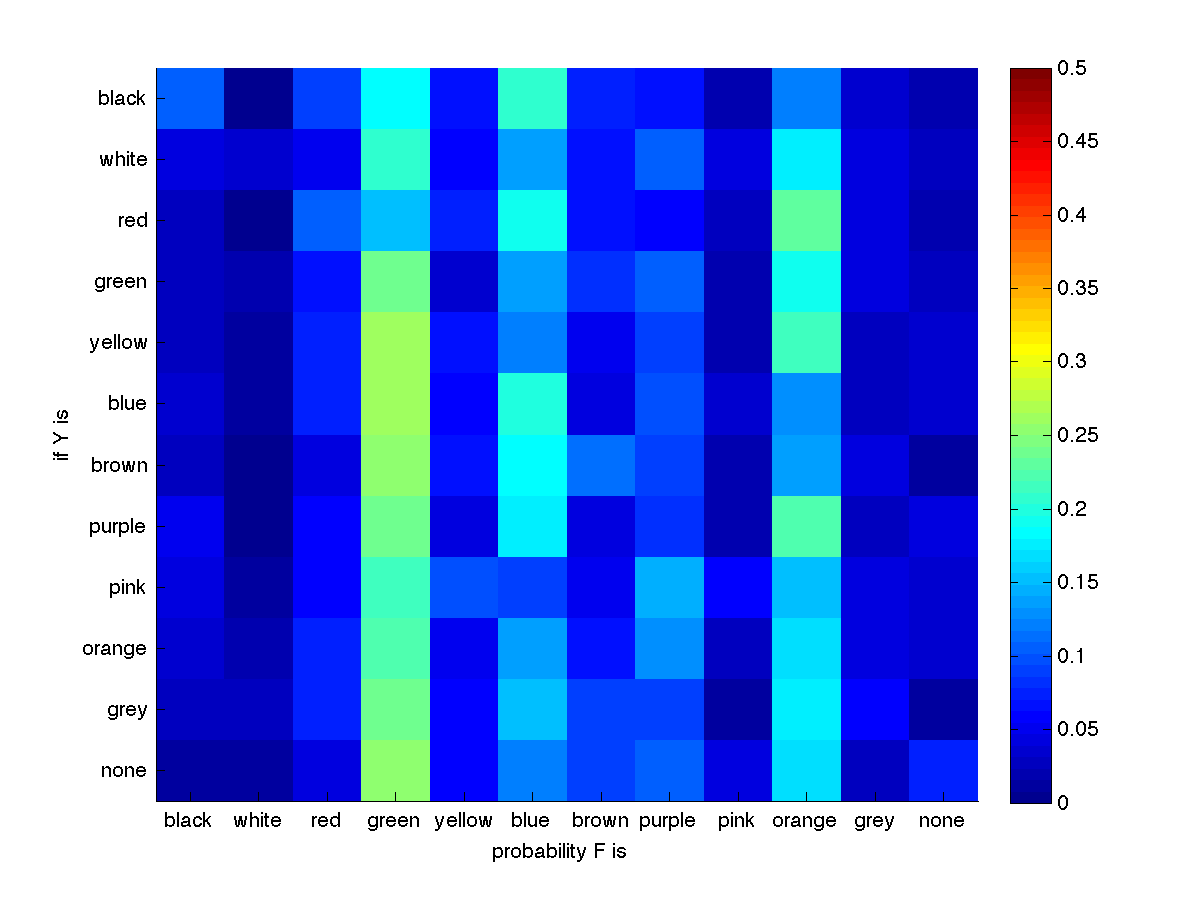 black
white
red
green
yellow
blue
brown
purple
pink
orange
grey
none
if Y is
black white red green yellow blue brown purple pink orange grey none
probability F is
0.5
0.45
0.4
0.35
0.3
0.25
0.2
0.15
0.1
0.05
0